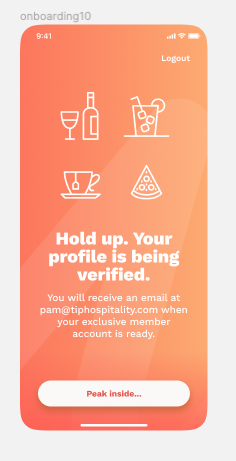 onboarding10
9:41
Logout
Hold up. Your
profile is being
verified.
You will receive an email at
pam@tiphospitality.com when
your exclusive member
account is ready.
Peak inside...